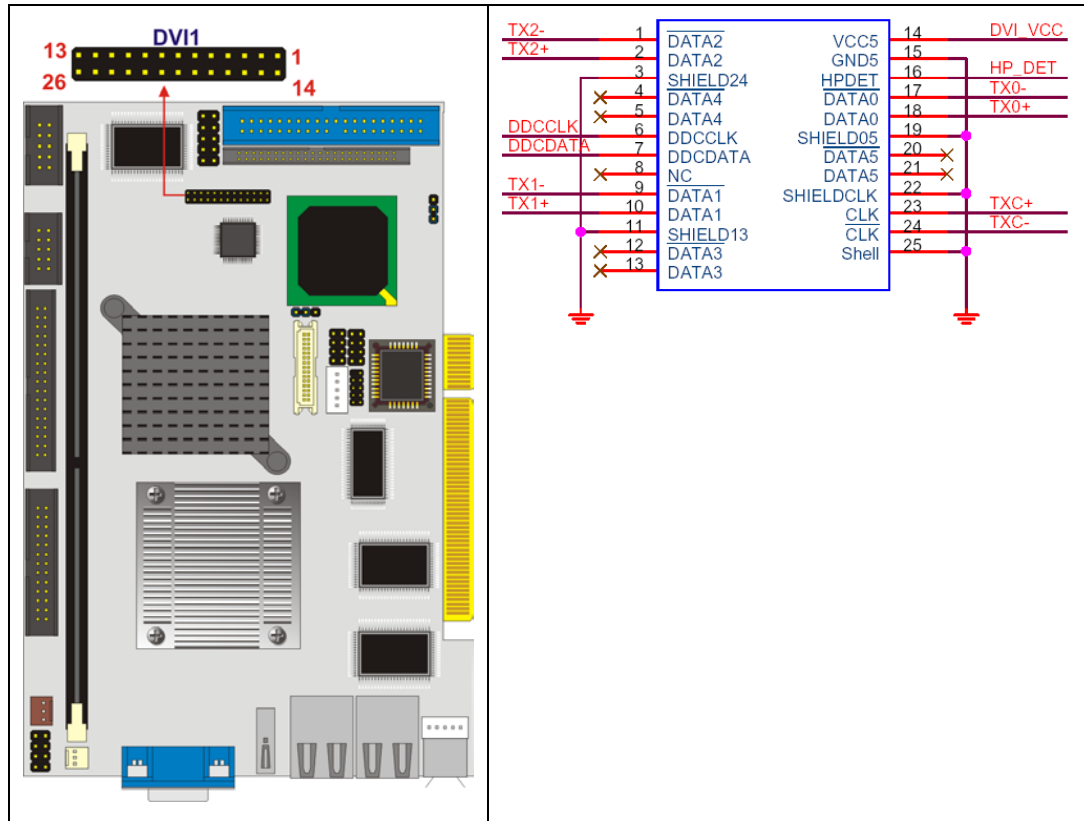 DVI1
13 1
26 14
TX2- 1 DATA2
TX2+ 2 DATA2
3 SHIELD24
4 DATA4
5 DATA4
DDCCLK 6 DDCCLK
DDCDATA 7 DDCDATA
8 NC
TX1- 9 DATA1
TX1+ 10 DATA1
11 SHIELD13
12 DATA3
13 DATA3
VCC5 14 DVI_VCC
GND5 15
HPDET 16 HP_DET
DATA0 17 TX0-
DATA0 18 TX0+
SHIELD05 19
DATA5 20
DATA5 21
SHIELDCLK 22
CLK 23 TXC+
CLK 24 TXC-
Shell 25